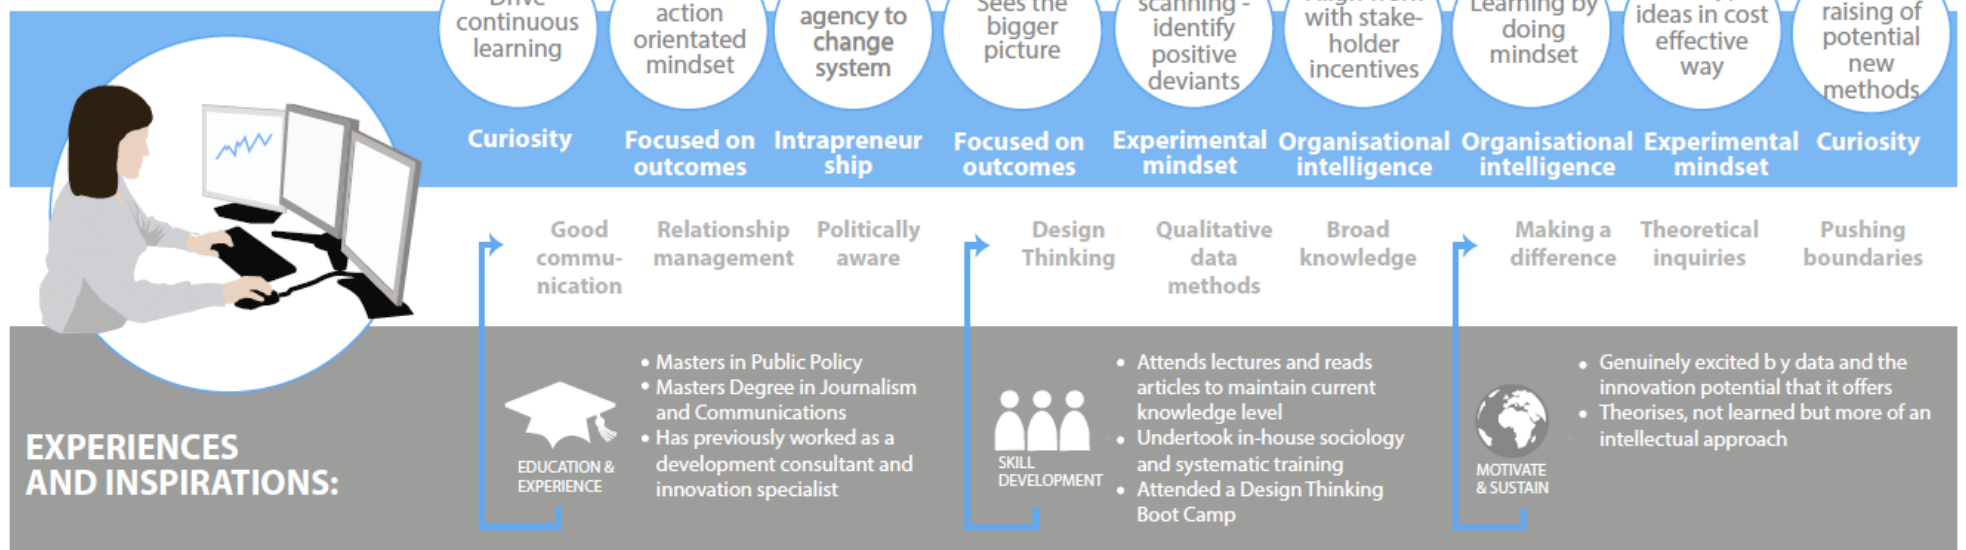 Drive
continuous
learning
action
orientated
mindset
agency to
change
system
Sees the
bigger
picture
scanning -
identify
positive
deviants
with stake-
holder
incentives
Learning by
doing
mindset
ideas in cost
effective
way
raising of
potential
new
methods
Curiosity
Focused on
outcomes
Intrapreneur
ship
Focused on
outcomes
Experimental
mindset
Organisational
intelligence
Organisational
intelligence
Experimental
mindset
Curiosity
Good
commu-
nication
Relationship
management
Politically
aware
Design
Thinking
Qualitative
data
methods
Broad
knowledge
Making a
difference
Theoretical
inquiries
Pushing
boundaries
EXPERIENCES
AND INSPIRATIONS:
EDUCATION &
EXPERIENCE
• Masters in Public Policy
• Masters Degree in Journalism
and Communications
• Has previously worked as a
development consultant and
innovation specialist
SKILL
DEVELOPMENT
• Attends lectures and reads
articles to maintain current
knowledge level
• Undertook in-house sociology
and systematic training
• Attended a Design Thinking
Boot Camp
MOTIVATE
& SUSTAIN
• Genuinely excited b y data and the
innovation potential that it offers
• Theorises, not learned but more of an
intellectual approach